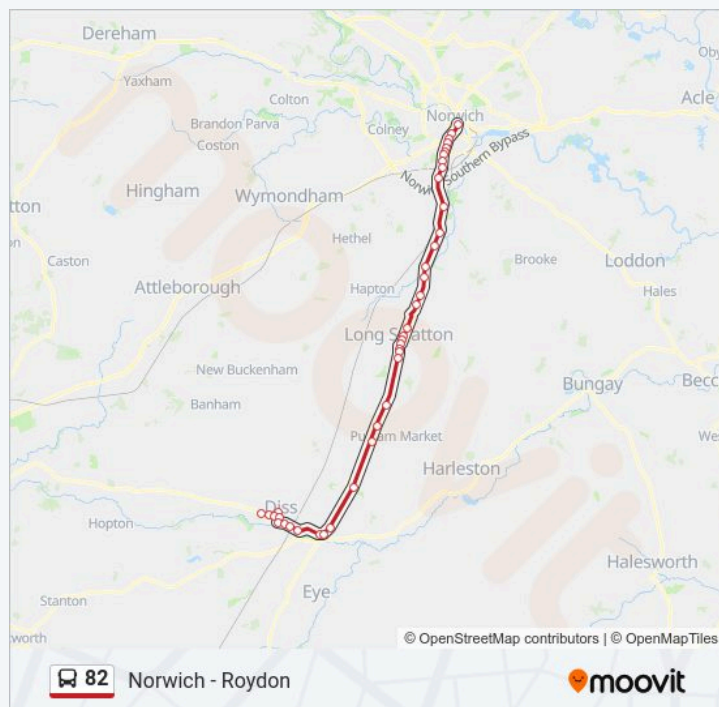 Dereham
Oby
Yaxham
Acle
Colton
Norwich
Brandon Parva
Colney
Coston
Norwich Southern Bypass
Hingham
Wymondham
tton
Hethel
Brooke
Loddon
Caston
Hapton
Hales
Attleborough
Long Stratton
New Buckenham
Bungay
Becc
Banham
Pulham Market
Wes
Harleston
Diss
Hopton
Halesworth
Eye
Stanton
tworth
© OpenStreetMap contributors | © OpenMapTiles
82 Norwich - Roydon
moovit